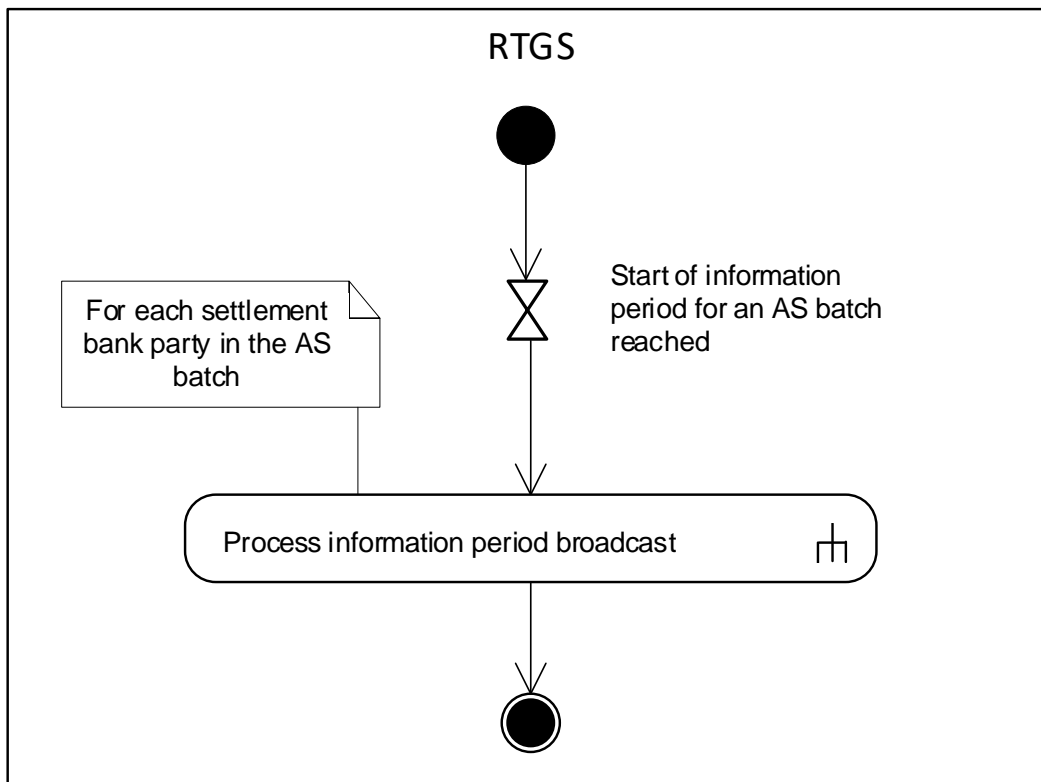 RTGS
Start of information
period for an AS batch
reached
For each settlement
bank party in the AS
batch
Process information period broadcast